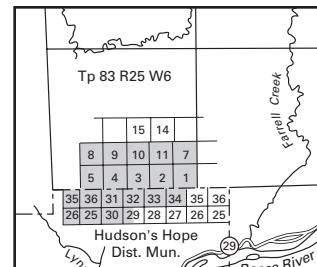 Tp 83 R25 W6
Farrell Creek
15 14
8 9 10 11 7
5 4 3 2 1
35 36 31 32 33 34 35 36
26 25 30 29 28 27 26 25
Hudson's Hope
Dist. Mun.
29
River